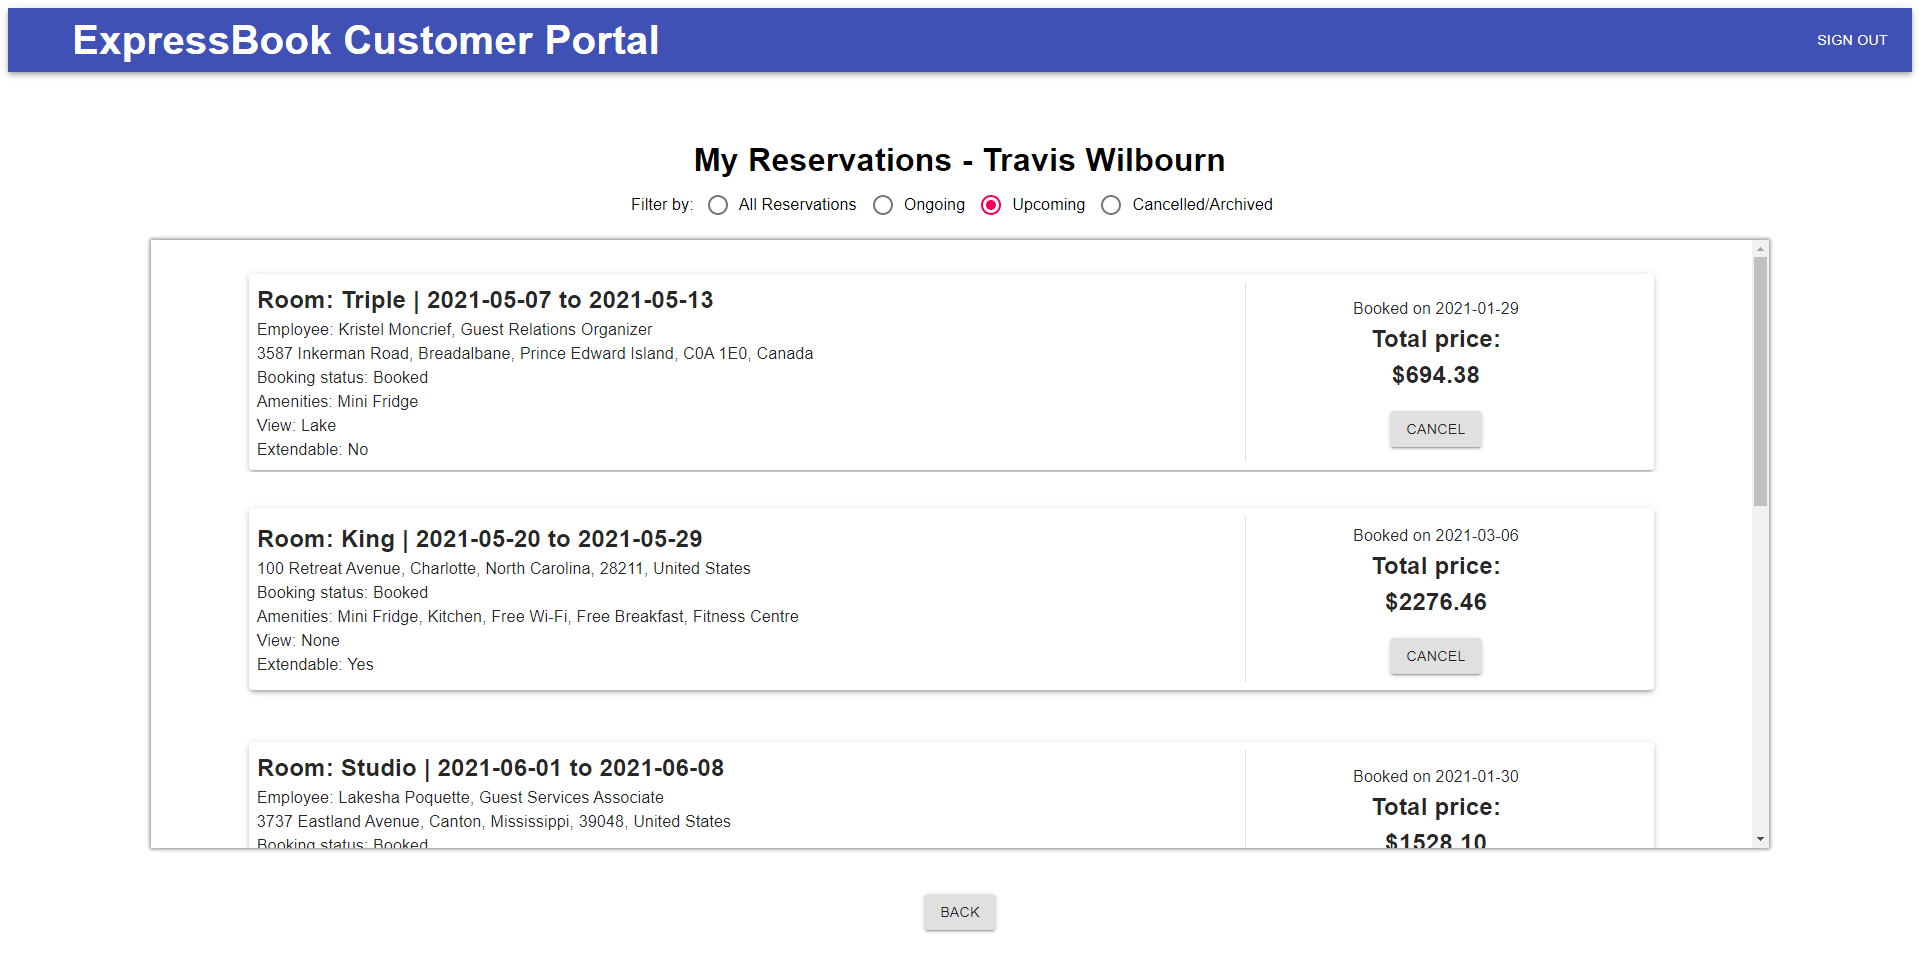 ExpressBook Customer Portal
SIGN OUT
My Reservations - Travis Wilbourn
Filter by: All Reservations Ongoing Upcoming Cancelled/Archived
Room: Triple | 2021-05-07 to 2021-05-13
Employee: Kristel Moncrief, Guest Relations Organizer
3587 Inkerman Road, Breadalbane, Prince Edward Island, C0A 1E0, Canada
Booking status: Booked
Amenities: Mini Fridge
View: Lake
Extendable: No
Booked on 2021-01-29
Total price:
$694.38
CANCEL
Room: King | 2021-05-20 to 2021-05-29
100 Retreat Avenue, Charlotte, North Carolina, 28211, United States
Booking status: Booked
Amenities: Mini Fridge, Kitchen, Free Wi-Fi, Free Breakfast, Fitness Centre
View: None
Extendable: Yes
Booked on 2021-03-06
Total price:
$2276.46
CANCEL
Room: Studio | 2021-06-01 to 2021-06-08
Employee: Lakesha Poquette, Guest Services Associate
3737 Eastland Avenue, Canton, Mississippi, 39048, United States
Booking status: Booked
Booked on 2021-01-30
Total price:
$1528.10
BACK